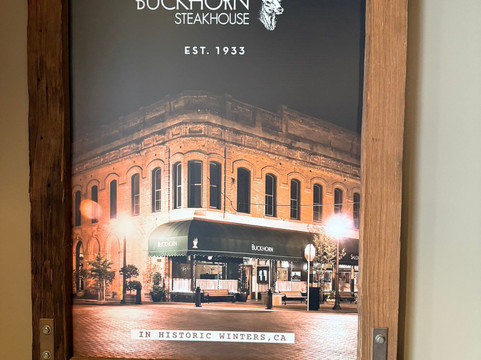 BUCKHORN
STEAKHOUSE
EST. 1933
BUCKHORN
BUCKHORN
IN HISTORIC WINTERS, CA